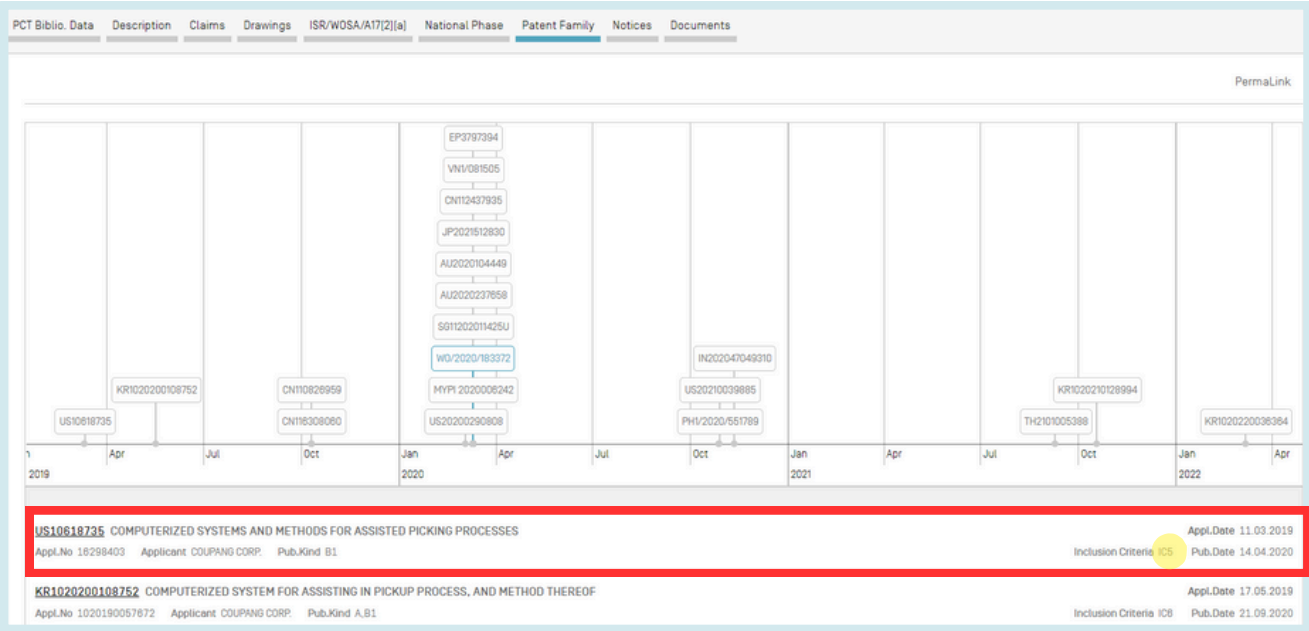 PCT Biblio. Data Description Claims Drawings ISR/WOSA/A17[2][a] National Phase Patent Family Notices Documents
PermaLink
EP3797394
VN1/081505
CN112437935
JP2021512830
AU2020104449
AU2020237658
SG11202011425U
WO/2020/183372 IN202047049310
KR1020200108752 CN110826959 MYPI 2020006242 US20210039885 KR1020210128994
US10618735 CN116308060 US20200290808 PH1/2020/551789 TH2101005388 KR1020220036364
Apr Jul Oct Jan Apr Jul Oct Jan Apr Jul Oct Jan Apr
2019 2020 2021 2022
US10618735 COMPUTERIZED SYSTEMS AND METHODS FOR ASSISTED PICKING PROCESSES Appl.Date 11.03.2019
Appl.No 16298403 Applicant COUPANG CORP. Pub.Kind B1 Inclusion Criteria IC5 Pub.Date 14.04.2020
KR1020200108752 COMPUTERIZED SYSTEM FOR ASSISTING IN PICKUP PROCESS, AND METHOD THEREOF Appl.Date 17.05.2019
Appl.No 1020190057672 Applicant COUPANG CORP. Pub.Kind A,B1 Inclusion Criteria IC6 Pub.Date 21.09.2020